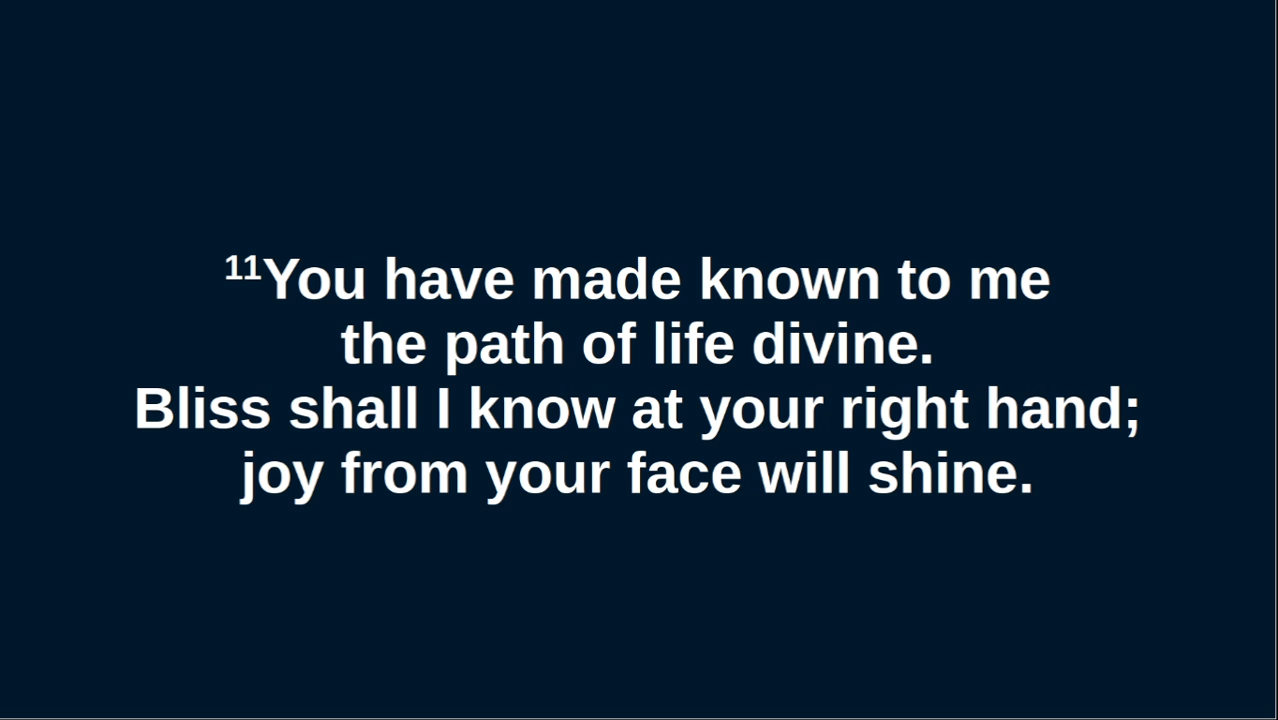 ¹¹You have made known to me
the path of life divine.
Bliss shall I know at your right hand;
joy from your face will shine.